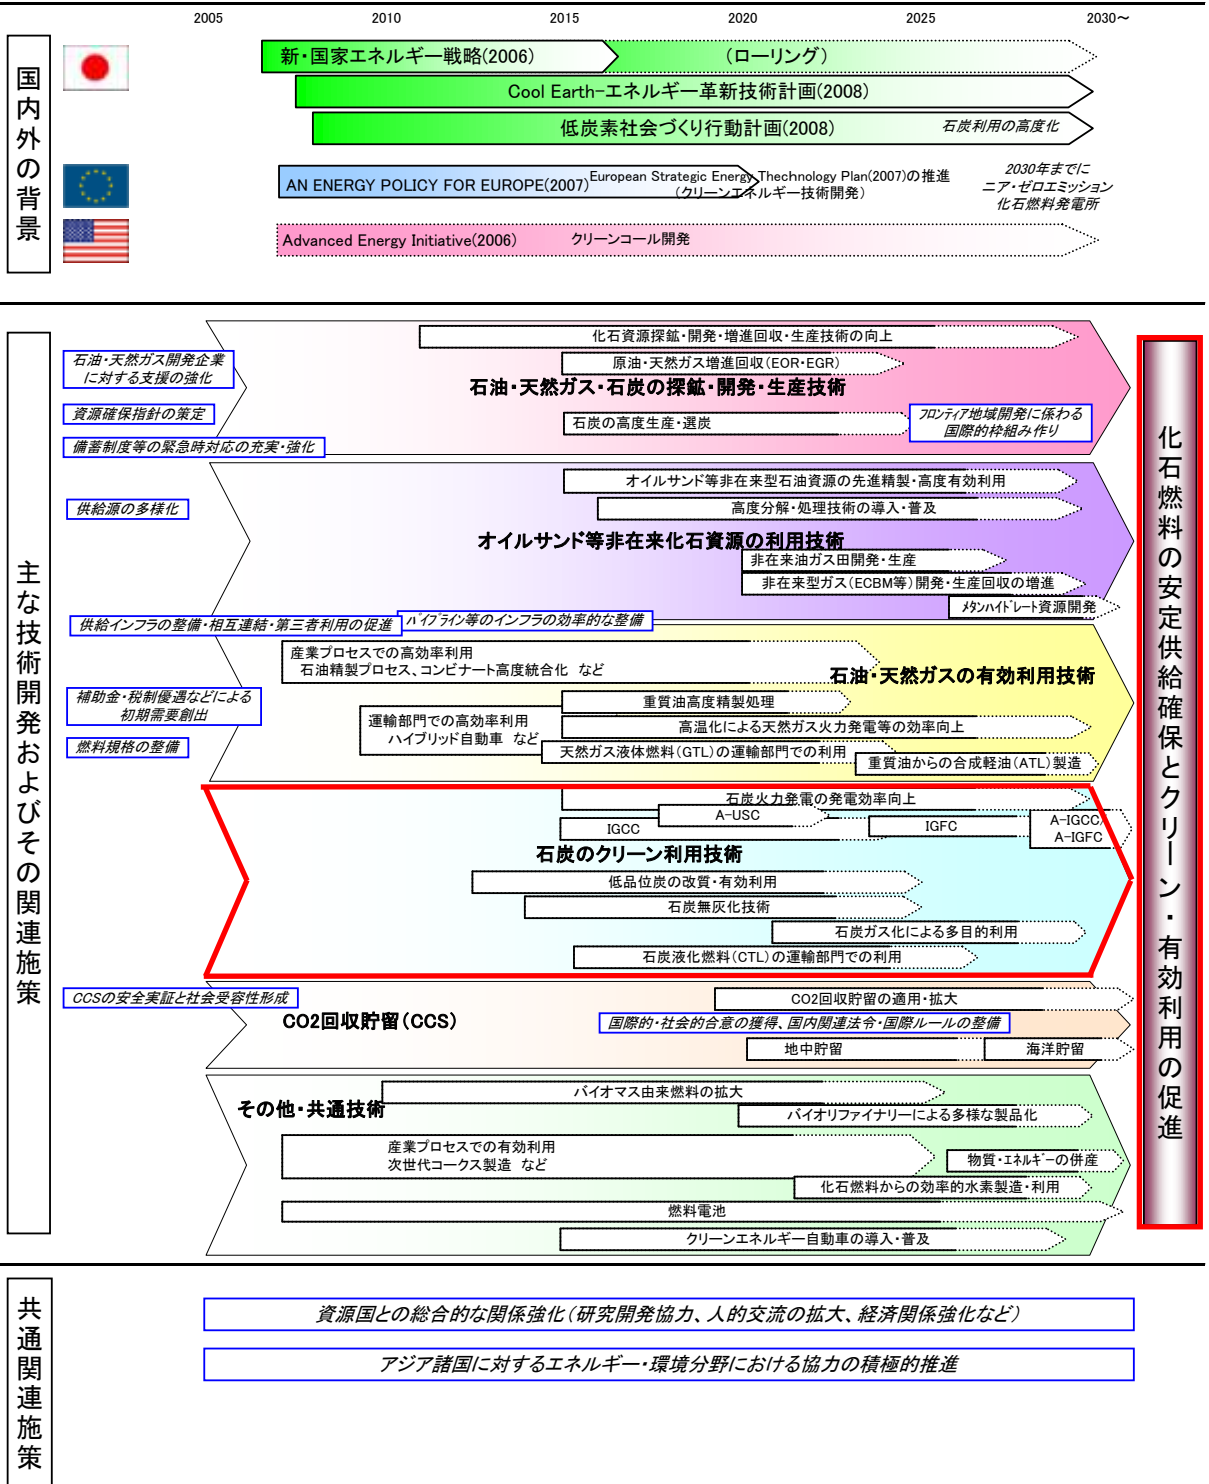 2005 2010 2015 2020 2025 2030～
国内外の背景
新・国家エネルギー戦略(2006)
(ローリング)
Cool Earth-エネルギー革新技術計画(2008)
低炭素社会づくり行動計画(2008)
石炭利用の高度化
AN ENERGY POLICY FOR EUROPE(2007)
European Strategic Energy Thechnology Plan(2007)の推進
(クリーンエネルギー技術開発)
2030年までに
ニア・ゼロエミッション
化石燃料発電所
Advanced Energy Initiative(2006)
クリーンコール開発
主な技術開発およびその関連施策
化石燃料の安定供給確保とクリーン・有効利用の促進
化石資源探鉱・開発・増進回収・生産技術の向上
石油・天然ガス開発企業
に対する支援の強化
原油・天然ガス増進回収(EOR・EGR)
石油・天然ガス・石炭の探鉱・開発・生産技術
資源確保指針の策定
石炭の高度生産・選炭
フロンティア地域開発に係わる
国際的枠組み作り
備蓄制度等の緊急時対応の充実・強化
オイルサンド等非在来型石油資源の先進精製・高度有効利用
供給源の多様化
高度分解・処理技術の導入・普及
オイルサンド等非在来化石資源の利用技術
非在来油ガス田開発・生産
非在来型ガス(ECBM等)開発・生産回収の増進
メタンハイドレート資源開発
供給インフラの整備・相互連結・第三者利用の促進
パイプライン等のインフラの効率的な整備
産業プロセスでの高効率利用
石油精製プロセス、コンビナート高度統合化 など
石油・天然ガスの有効利用技術
補助金・税制優遇などによる
初期需要創出
重質油高度精製処理
運輸部門での高効率利用
ハイブリッド自動車 など
高温化による天然ガス火力発電等の効率向上
燃料規格の整備
天然ガス液体燃料(GTL)の運輸部門での利用
重質油からの合成軽油(ATL)製造
石炭火力発電の発電効率向上
A-USC
IGCC
IGFC
A-IGCC/
A-IGFC
石炭のクリーン利用技術
低品位炭の改質・有効利用
石炭無灰化技術
石炭ガス化による多目的利用
石炭液化燃料(CTL)の運輸部門での利用
CCSの安全実証と社会受容性形成
CO2回収貯留の適用・拡大
CO2回収貯留(CCS)
国際的・社会的合意の獲得、国内関連法令・国際ルールの整備
地中貯留
海洋貯留
バイオマス由来燃料の拡大
その他・共通技術
バイオリファイナリーによる多様な製品化
産業プロセスでの有効利用
次世代コークス製造 など
物質・エネルギーの併産
化石燃料からの効率的水素製造・利用
燃料電池
クリーンエネルギー自動車の導入・普及
共通関連施策
資源国との総合的な関係強化(研究開発協力、人的交流の拡大、経済関係強化など)
アジア諸国に対するエネルギー・環境分野における協力の積極的推進